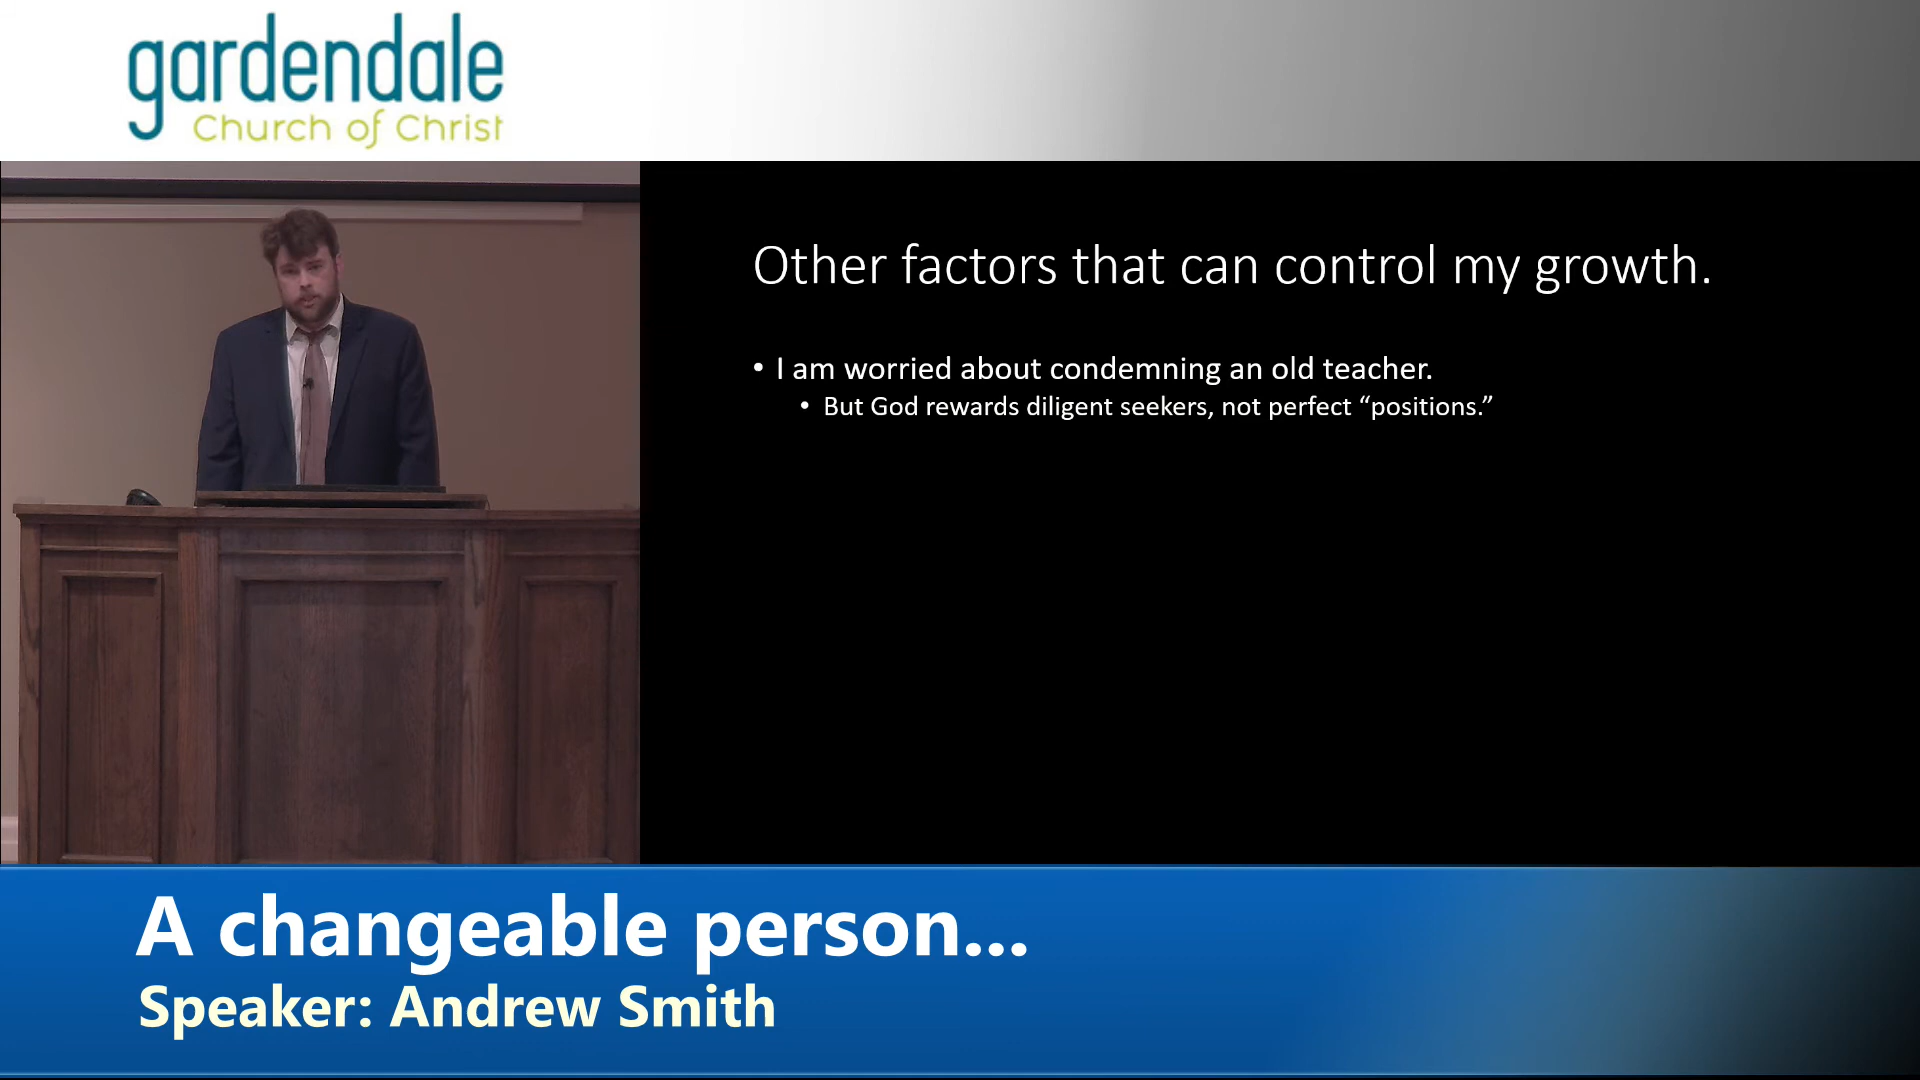 gardendale
Church of Christ
Other factors that can control my growth.
• I am worried about condemning an old teacher.
• But God rewards diligent seekers, not perfect “positions.”
A changeable person...
Speaker: Andrew Smith